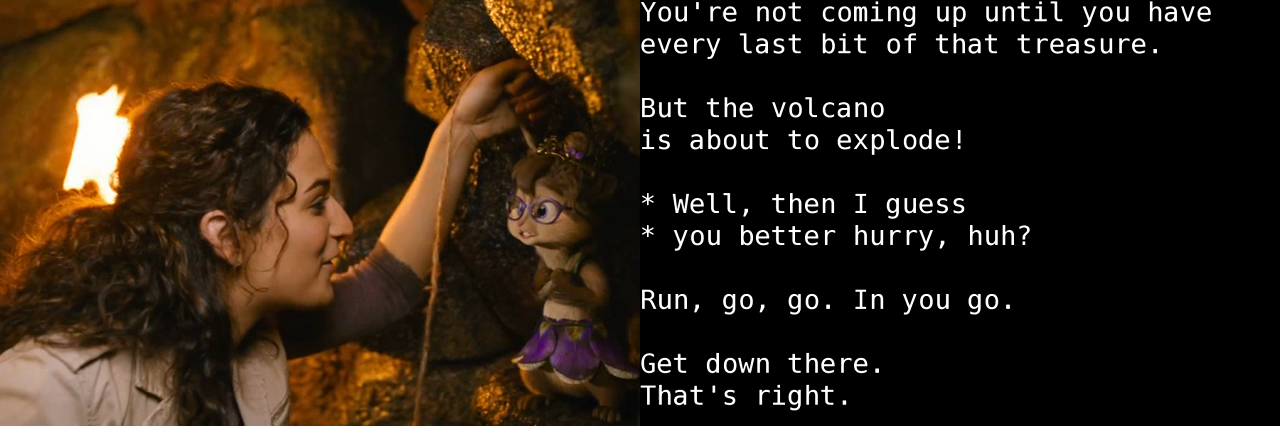 You're not coming up until you have
every last bit of that treasure.
But the volcano
is about to explode!
* Well, then I guess
* you better hurry, huh?
Run, go, go. In you go.
Get down there.
That's right.